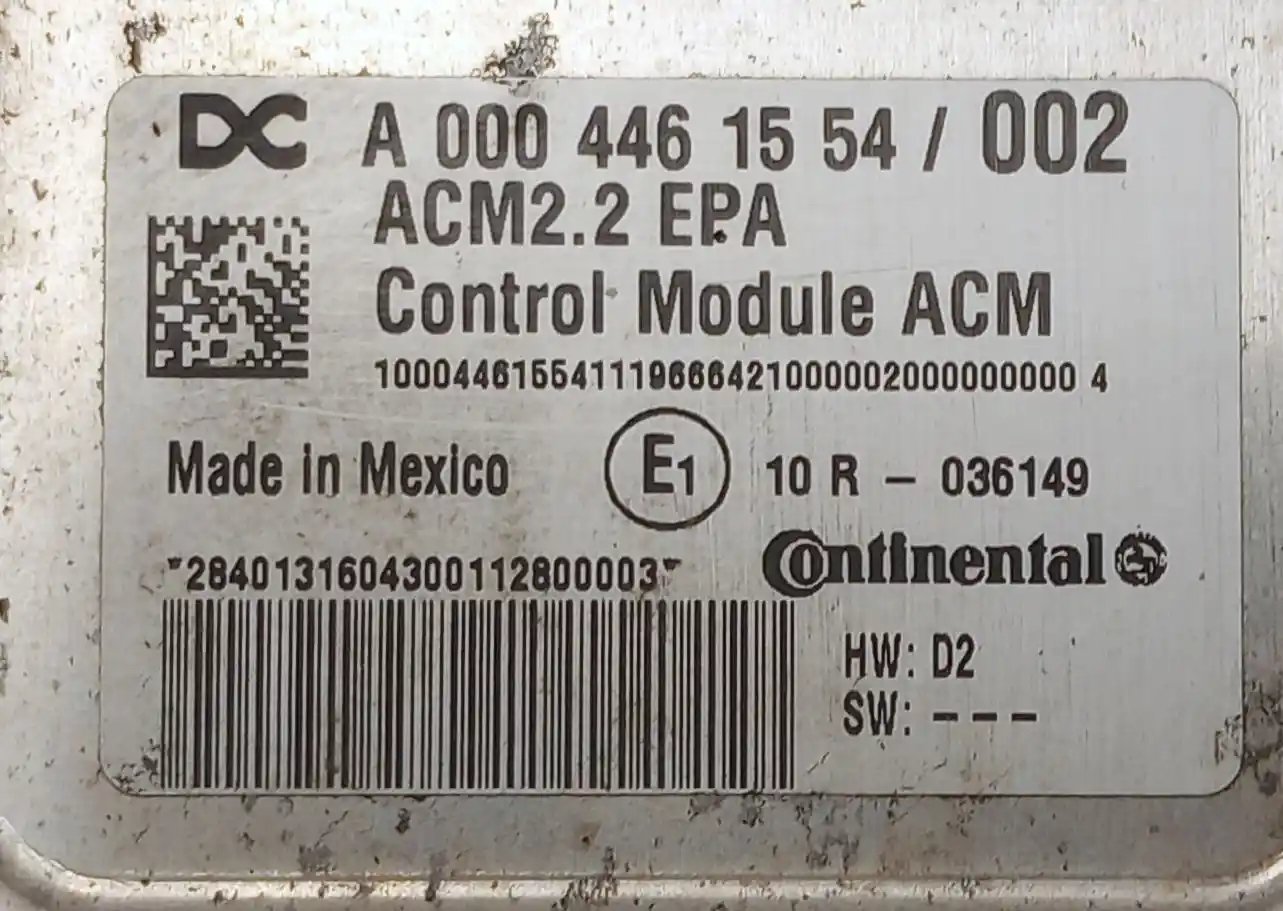 DC A 000 446 15 54 / 002
ACM2.2 EPA
Control Module ACM
100044615541119666421000002000000000 4
Made in Mexico E1 10 R – 036149
Continental
*2840131604300112800003*
HW: D2
SW: – – –